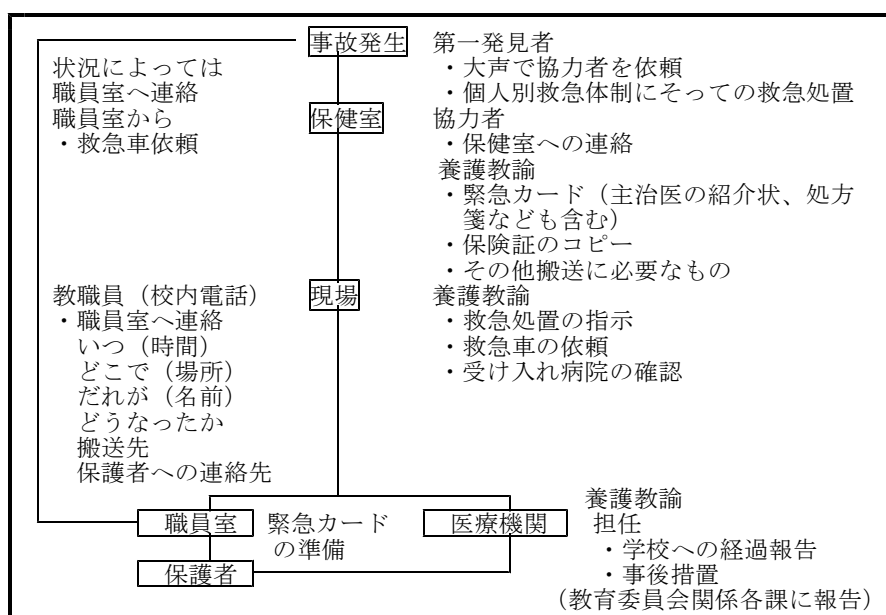 事故発生
第一発見者
・大声で協力者を依頼
・個人別救急体制にそっての救急処置
状況によっては
職員室へ連絡
職員室から
・救急車依頼
保健室
協力者
・保健室への連絡
養護教諭
・緊急カード（主治医の紹介状、処方
箋なども含む）
・保険証のコピー
・その他搬送に必要なもの
教職員（校内電話）
・職員室へ連絡
いつ（時間）
どこで（場所）
だれが（名前）
どうなったか
搬送先
保護者への連絡先
現場
養護教諭
・救急処置の指示
・救急車の依頼
・受け入れ病院の確認
職員室
緊急カード
の準備
医療機関
養護教諭
担任
・学校への経過報告
・事後措置
（教育委員会関係各課に報告）
保護者